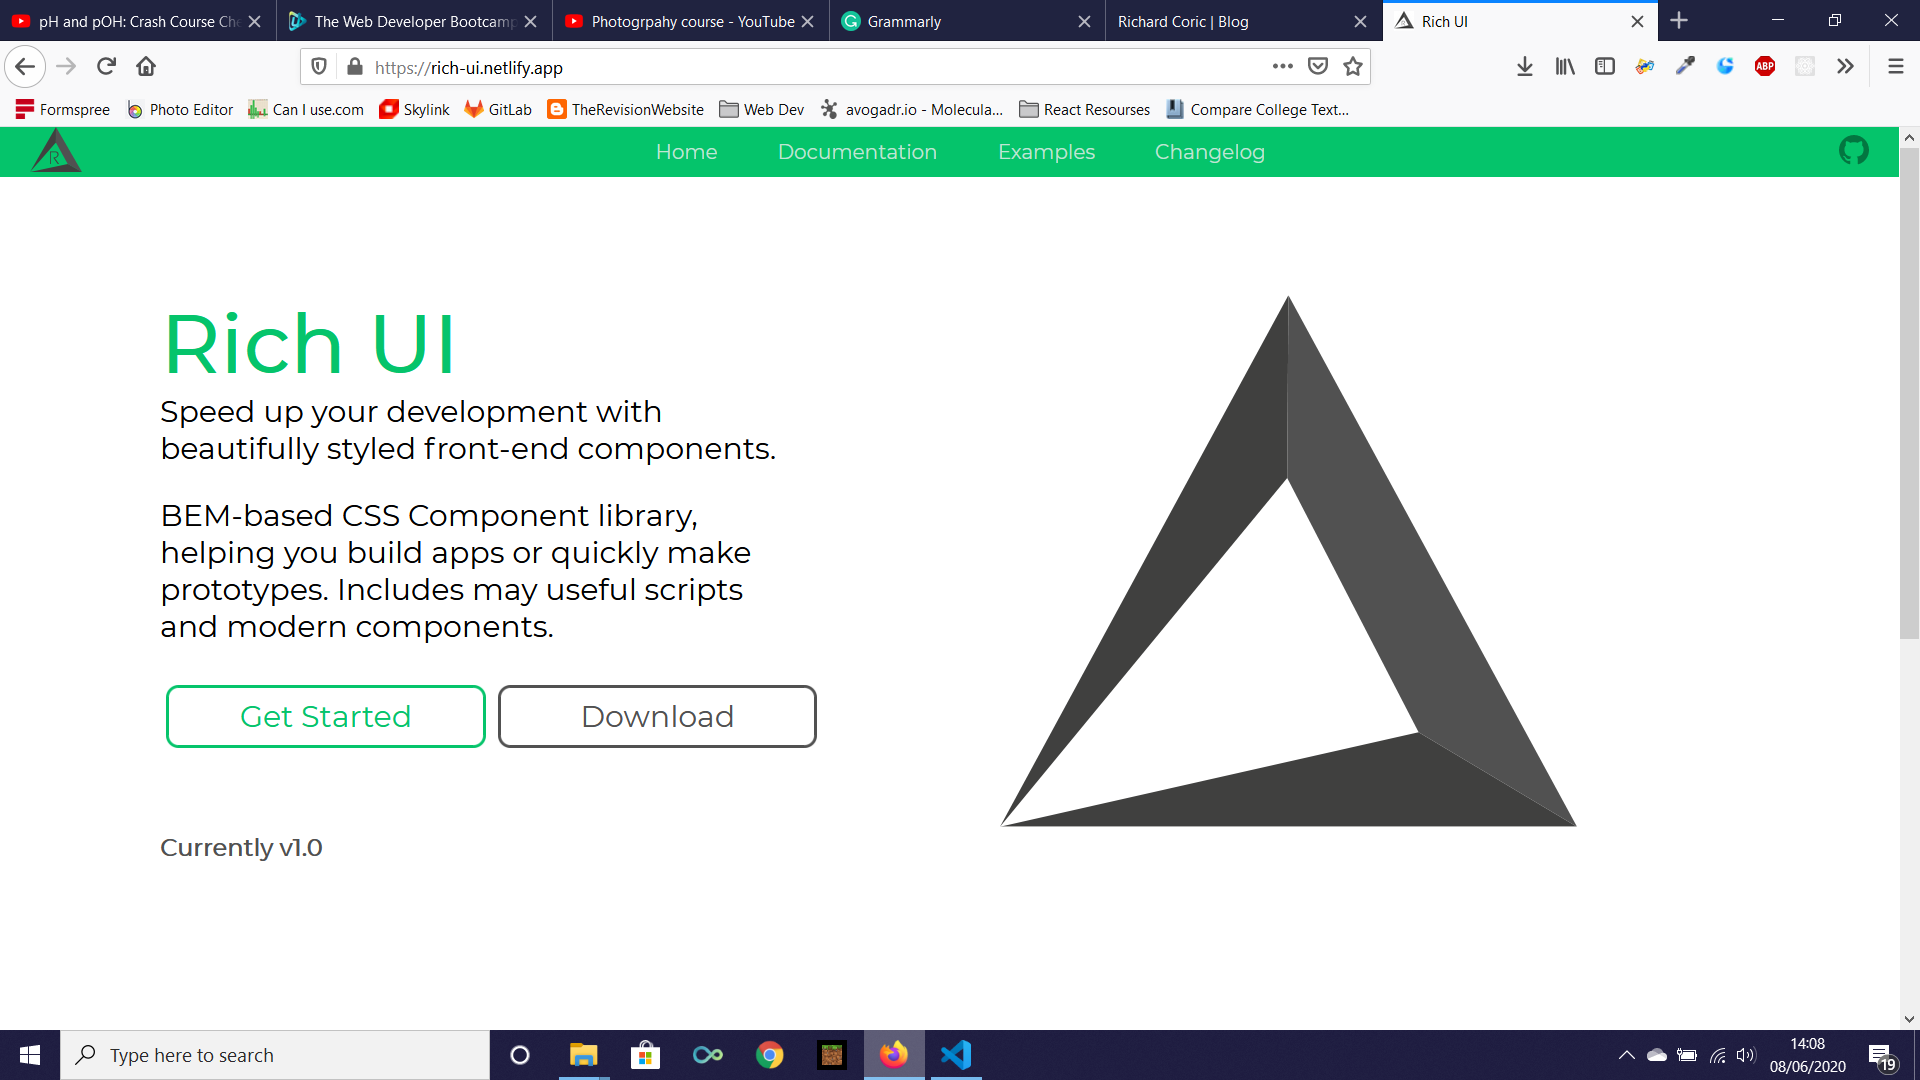 pH and pOH: Crash Course Che
The Web Developer Bootcamp
Photogrpahy course - YouTube
Grammarly
Richard Coric | Blog
Rich UI
https://rich-ui.netlify.app
ABP
Formspree
Photo Editor
Can I use.com
Skylink
GitLab
TheRevisionWebsite
Web Dev
avogadr.io - Molecula...
React Resourses
Compare College Text...
R
Home
Documentation
Examples
Changelog
Rich UI
Speed up your development with
beautifully styled front-end components.
BEM-based CSS Component library,
helping you build apps or quickly make
prototypes. Includes may useful scripts
and modern components.
Get Started
Download
Currently v1.0
Type here to search
14:08
08/06/2020
19